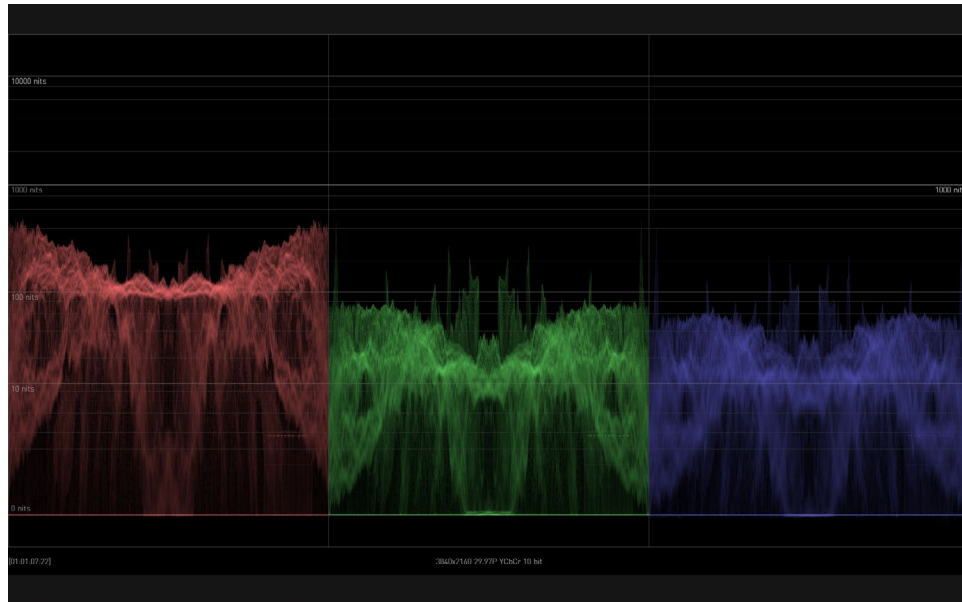 10000 nits
1000 nits
1000 nit
100 nits
10 nits
0 nits
[01:01:07:22]
3840x2160 29.97P YCbCr 10 bit